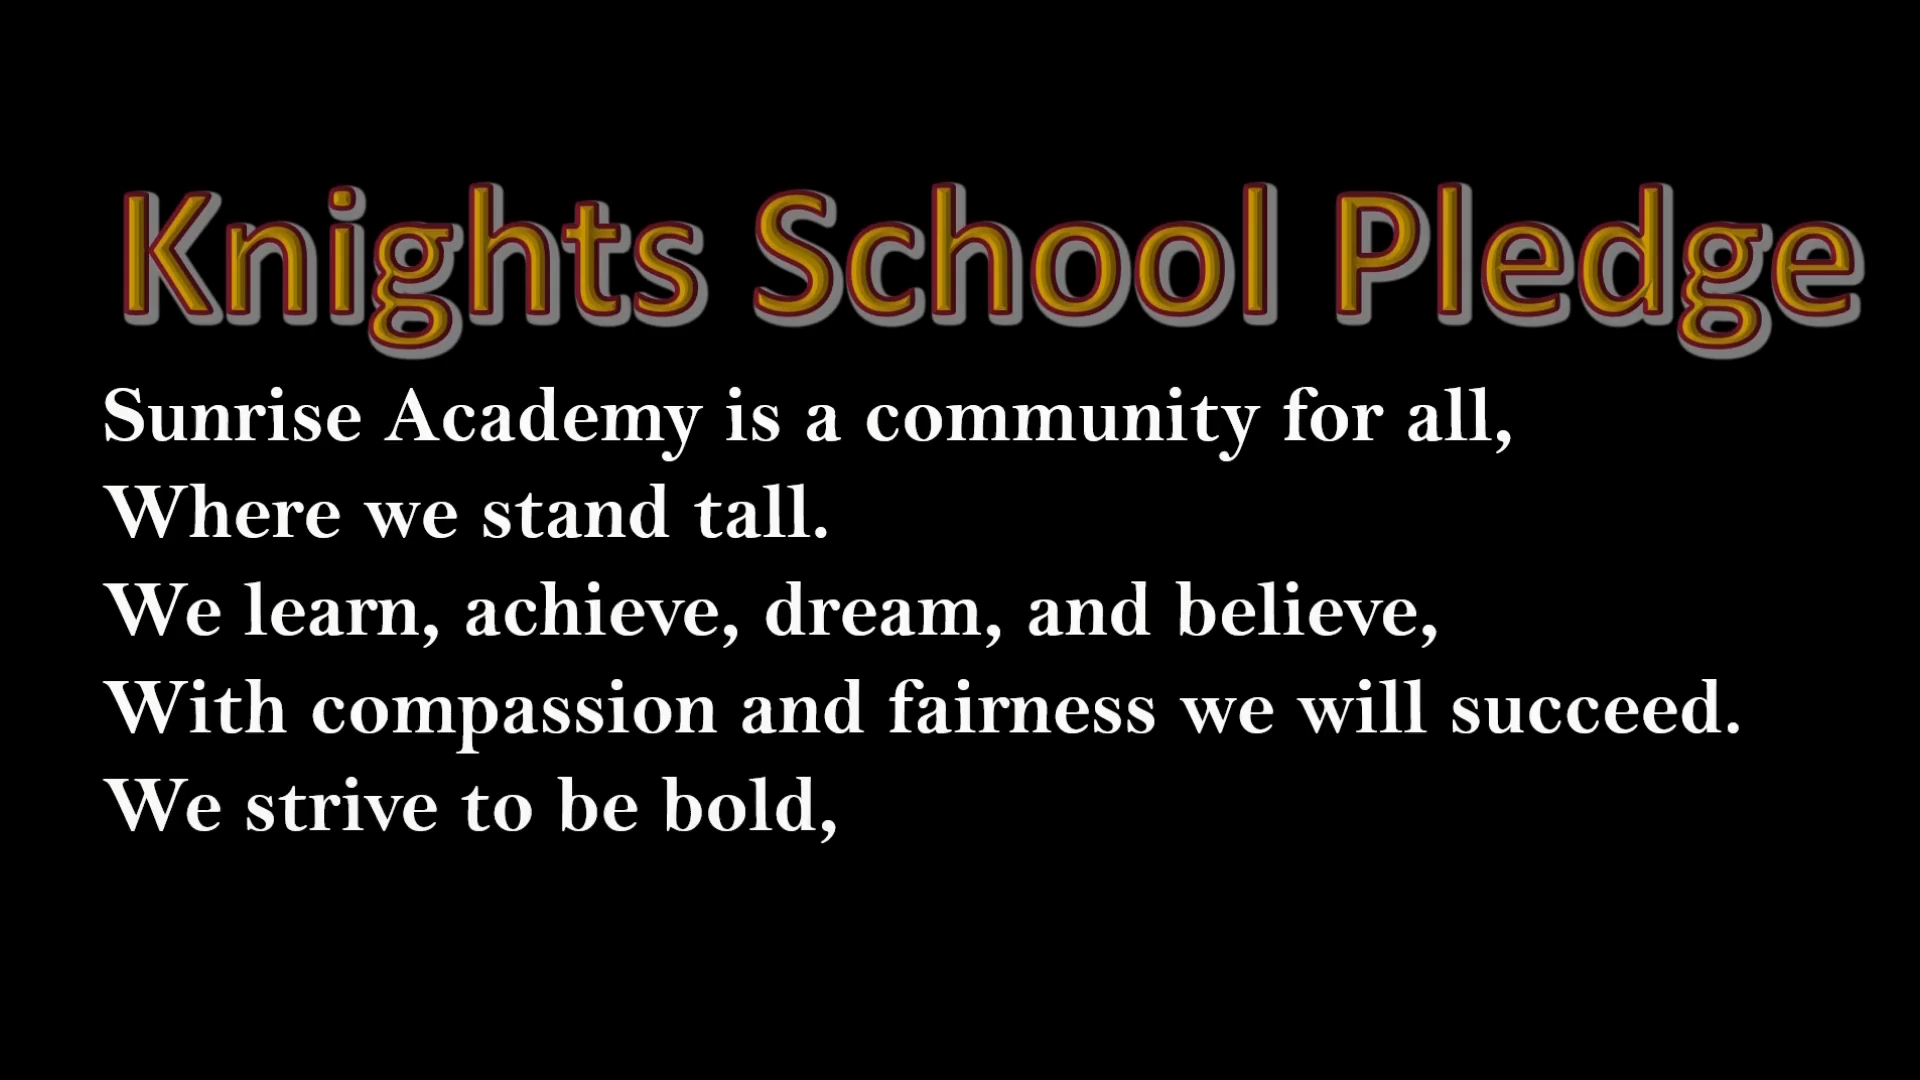 Knights School Pledge
Sunrise Academy is a community for all,
Where we stand tall.
We learn, achieve, dream, and believe,
With compassion and fairness we will succeed.
We strive to be bold,